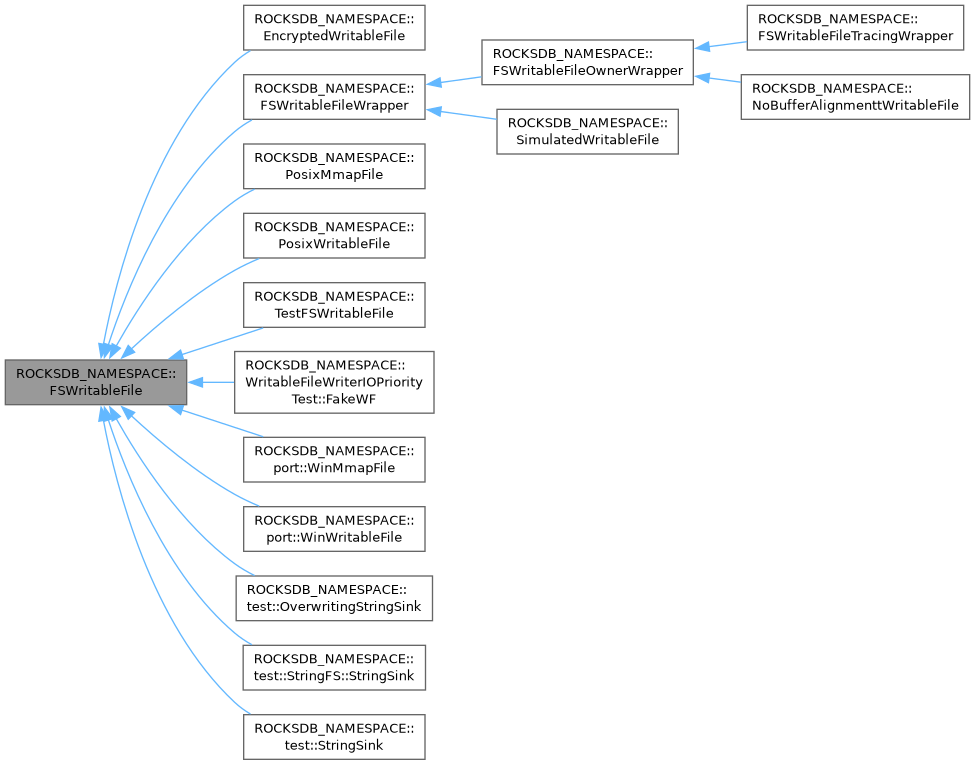 ROCKSDB_NAMESPACE::
FSWritableFile
ROCKSDB_NAMESPACE::
EncryptedWritableFile
ROCKSDB_NAMESPACE::
FSWritableFileWrapper
ROCKSDB_NAMESPACE::
PosixMmapFile
ROCKSDB_NAMESPACE::
PosixWritableFile
ROCKSDB_NAMESPACE::
TestFSWritableFile
ROCKSDB_NAMESPACE::
WritableFileWriterIOPriority
Test::FakeWF
ROCKSDB_NAMESPACE::
port::WinMmapFile
ROCKSDB_NAMESPACE::
port::WinWritableFile
ROCKSDB_NAMESPACE::
test::OverwritingStringSink
ROCKSDB_NAMESPACE::
test::StringFS::StringSink
ROCKSDB_NAMESPACE::
test::StringSink
ROCKSDB_NAMESPACE::
FSWritableFileOwnerWrapper
ROCKSDB_NAMESPACE::
SimulatedWritableFile
ROCKSDB_NAMESPACE::
FSWritableFileTracingWrapper
ROCKSDB_NAMESPACE::
NoBufferAlignmenttWritableFile